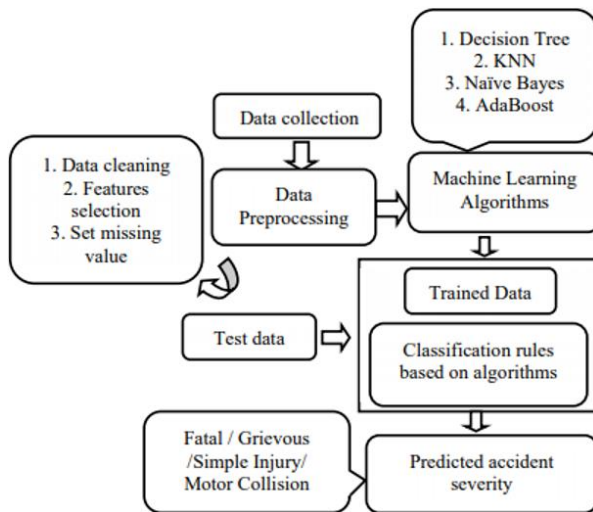 1. Decision Tree
2. KNN
3. Naïve Bayes
4. AdaBoost
Data collection
1. Data cleaning
2. Features
selection
3. Set missing
value
Data
Preprocessing
Machine Learning
Algorithms
Trained Data
Test data
Classification rules
based on algorithms
Fatal / Grievous
/Simple Injury/
Motor Collision
Predicted accident
severity